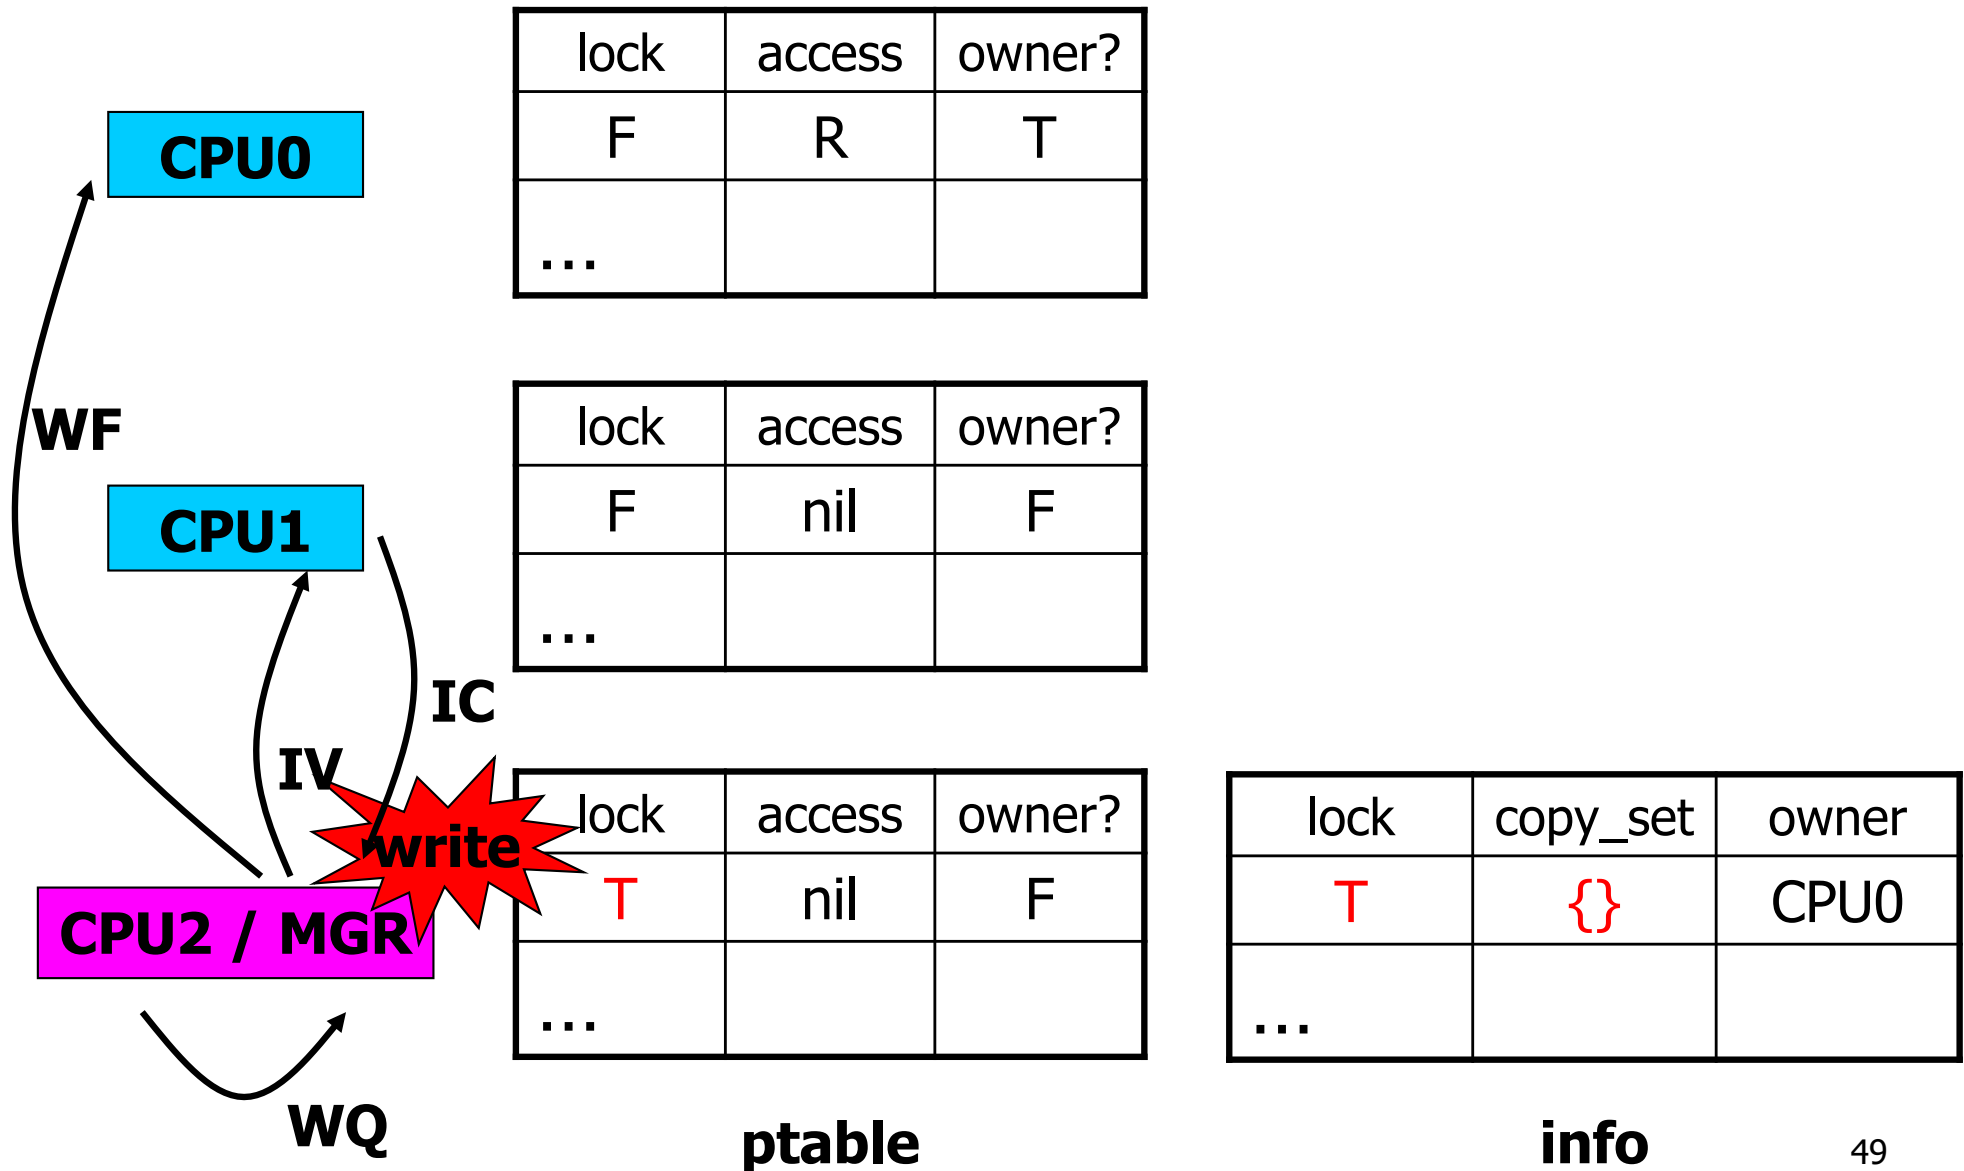 lock access owner?
F R T
...
CPU0
WF
lock access owner?
F nil F
...
CPU1
IC
IV
write
lock access owner?
T nil F
...
lock copy_set owner
T {} CPU0
...
CPU2 / MGR
WQ
ptable
info
49